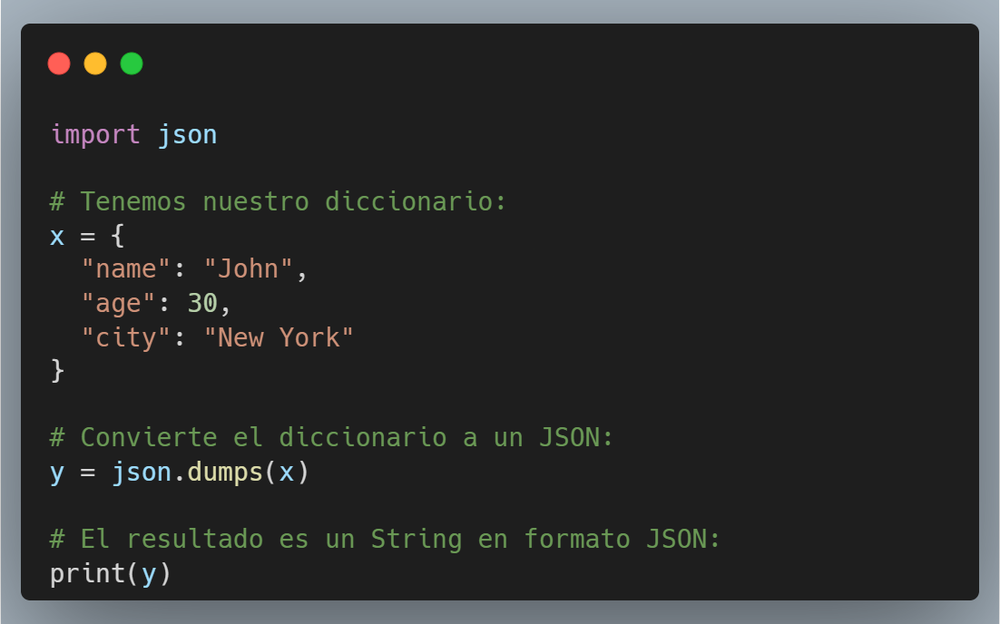 import json
# Tenemos nuestro diccionario:
x = {
  "name": "John",
  "age": 30,
  "city": "New York"
}
# Convierte el diccionario a un JSON:
y = json.dumps(x)
# El resultado es un String en formato JSON:
print(y)